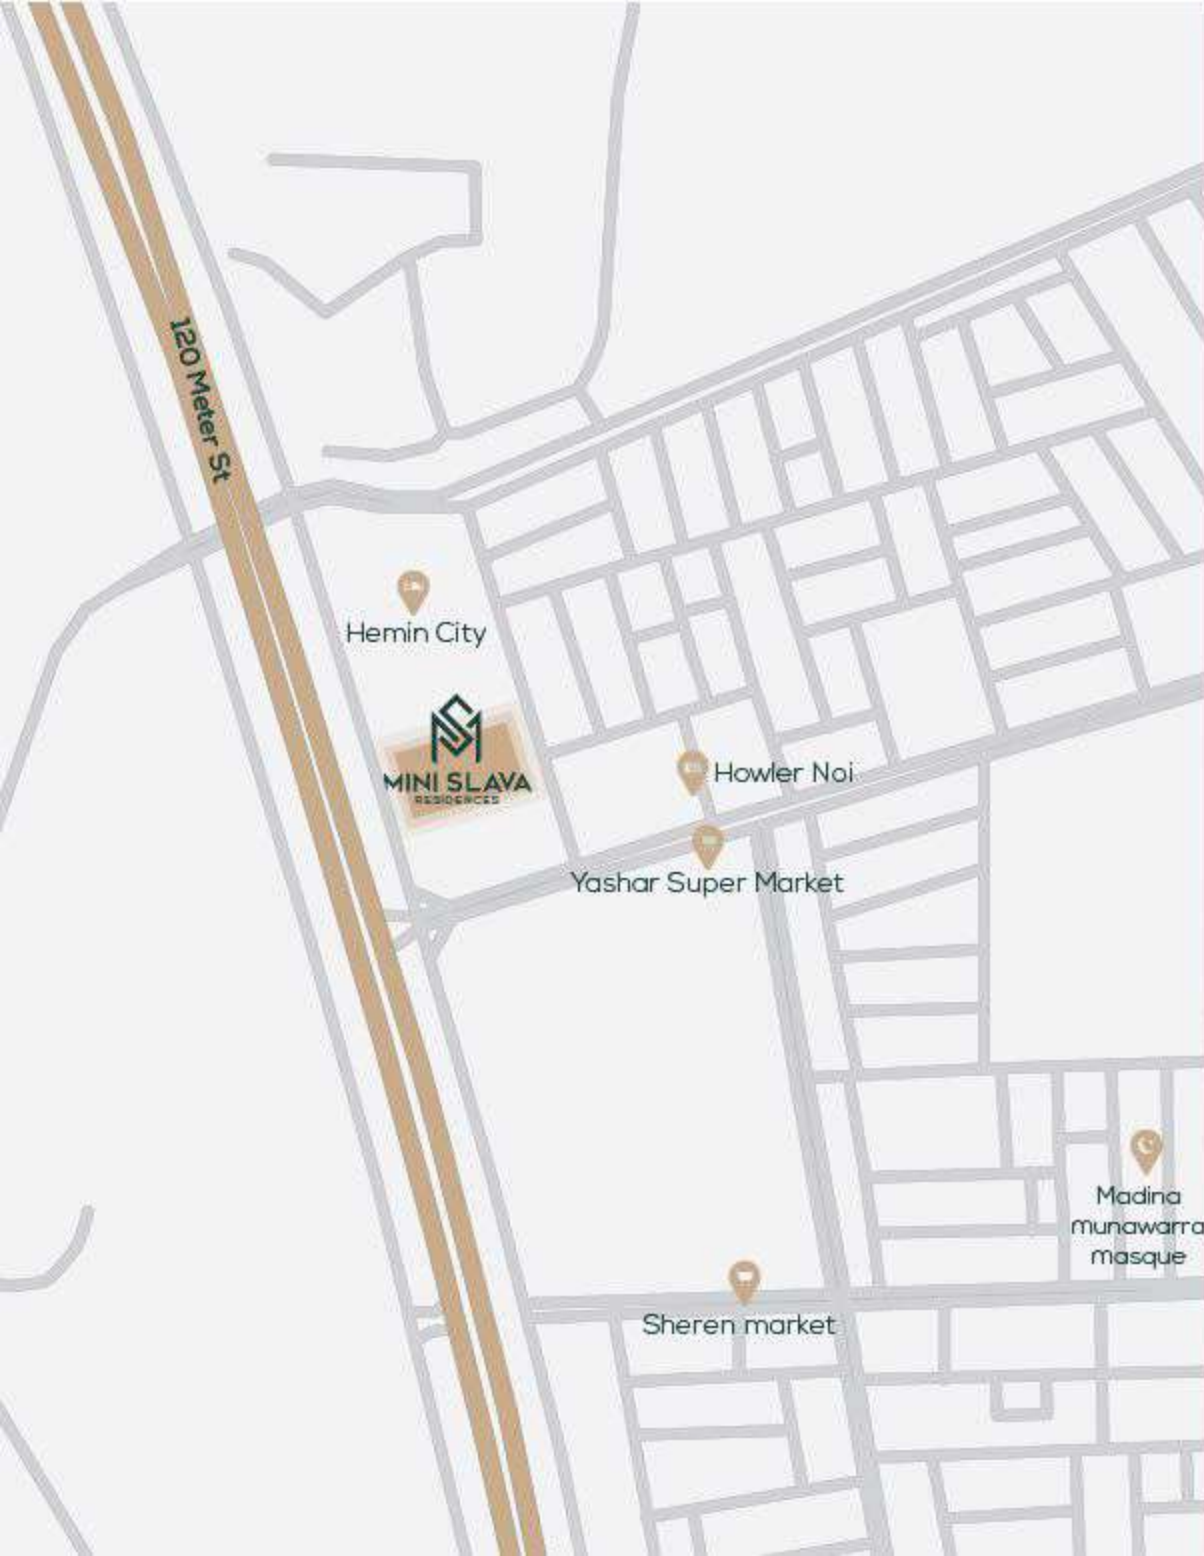 120 Meter St
Hemin City
MINI SLAVA
RESIDENCES
Howler Noi
Yashar Super Market
Madina
munawarra
masque
Sheren market